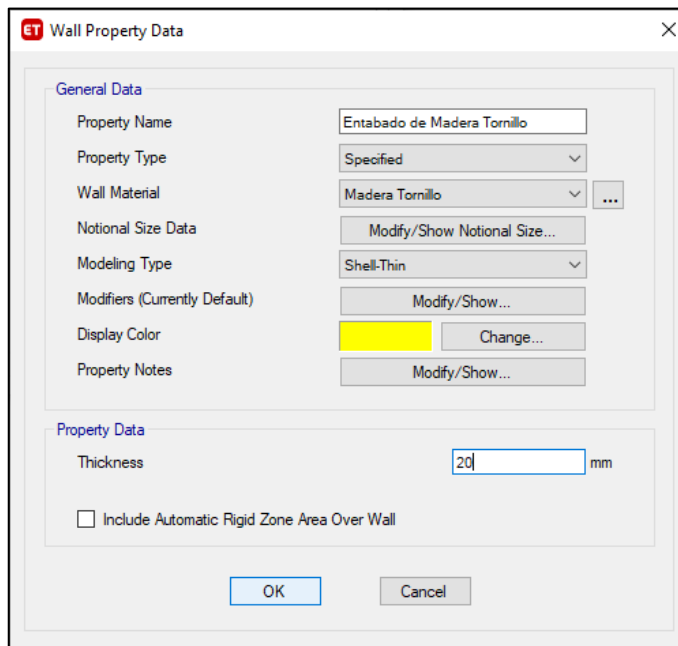 ET Wall Property Data
General Data
Property Name Entabado de Madera Tornillo
Property Type Specified
Wall Material Madera Tornillo ...
Notional Size Data Modify/Show Notional Size...
Modeling Type Shell-Thin
Modifiers (Currently Default) Modify/Show...
Display Color Change...
Property Notes Modify/Show...
Property Data
Thickness 20 mm
Include Automatic Rigid Zone Area Over Wall
OK Cancel